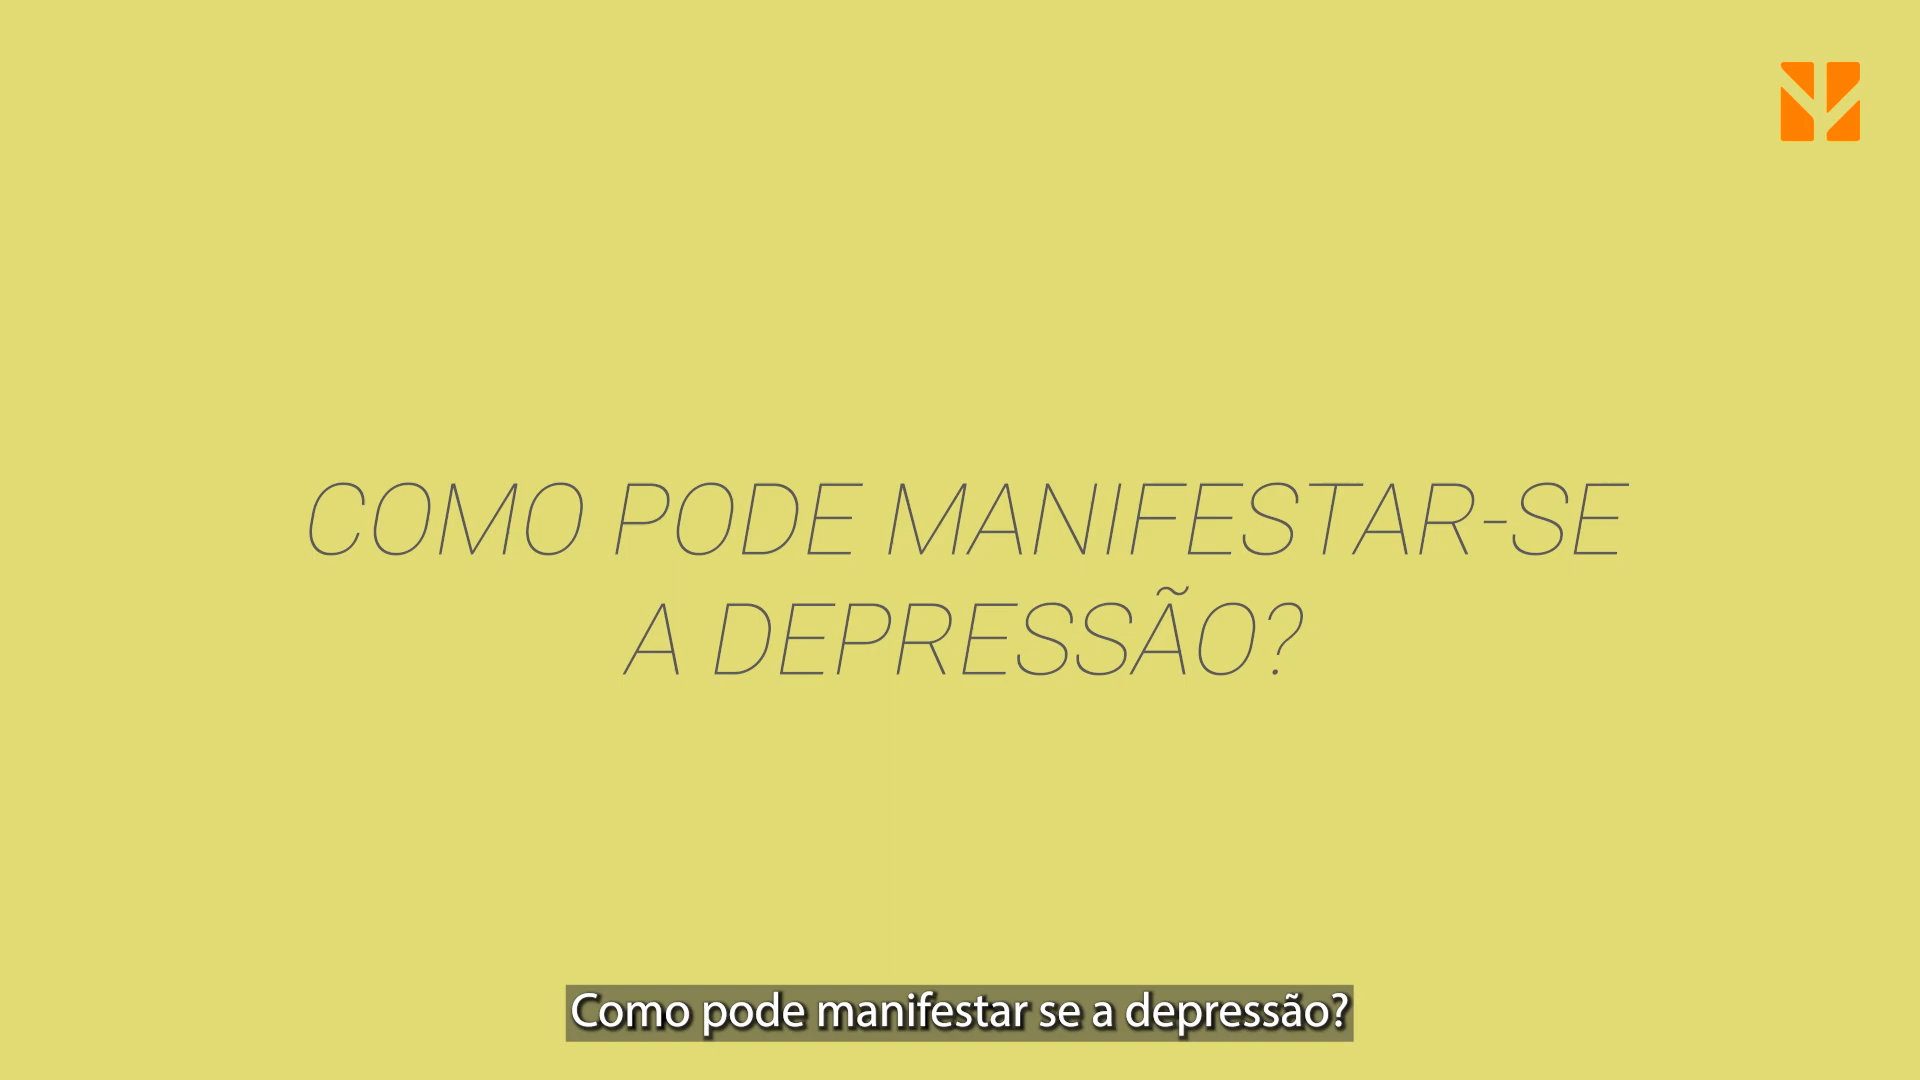 COMO PODE MANIFESTAR-SE
A DEPRESSÃO?
Como pode manifestar se a depressão?